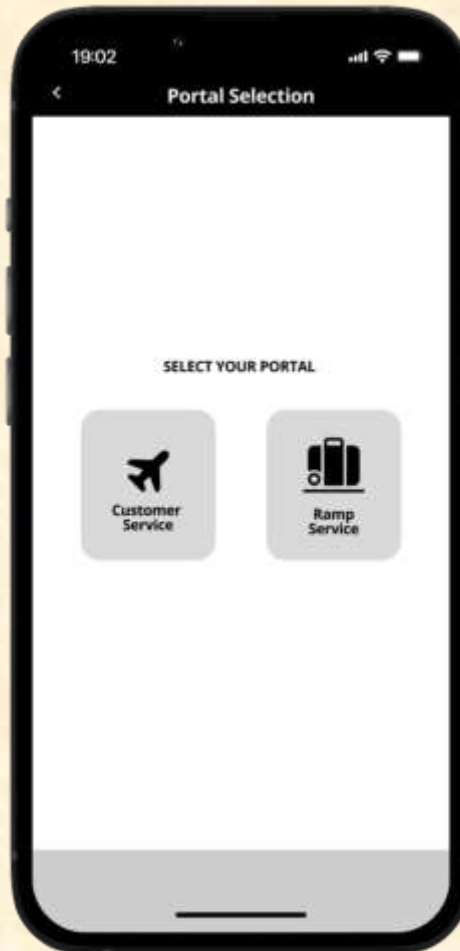 19:02
Portal Selection
SELECT YOUR PORTAL
Customer
Service
Ramp
Service